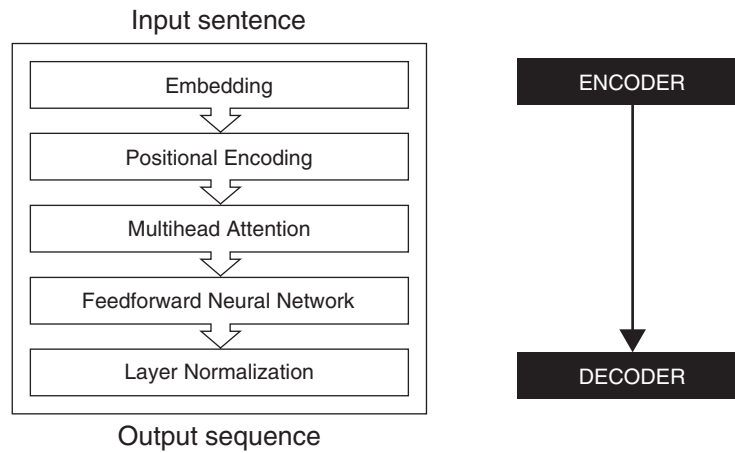 Input sentence
Embedding
Positional Encoding
Multihead Attention
Feedforward Neural Network
Layer Normalization
Output sequence
ENCODER
DECODER